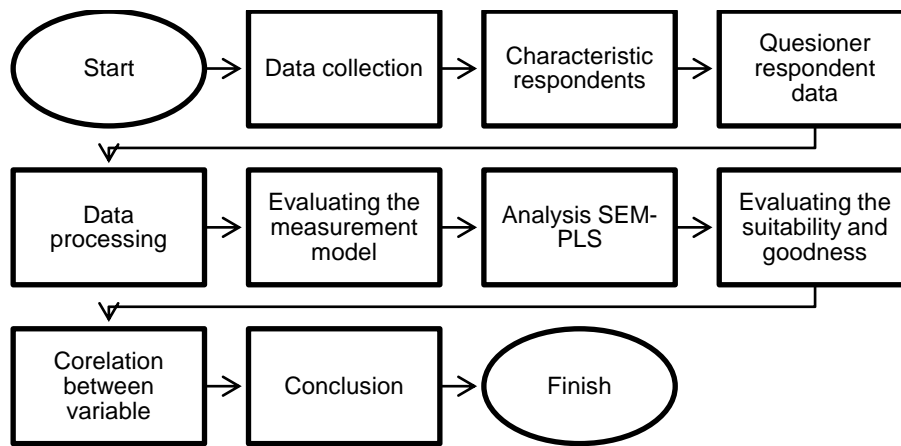 Start
Data collection
Characteristic
respondents
Quesioner
respondent
data
Data
processing
Evaluating the
measurement
model
Analysis SEM-
PLS
Evaluating the
suitability and
goodness
Corelation
between
variable
Conclusion
Finish